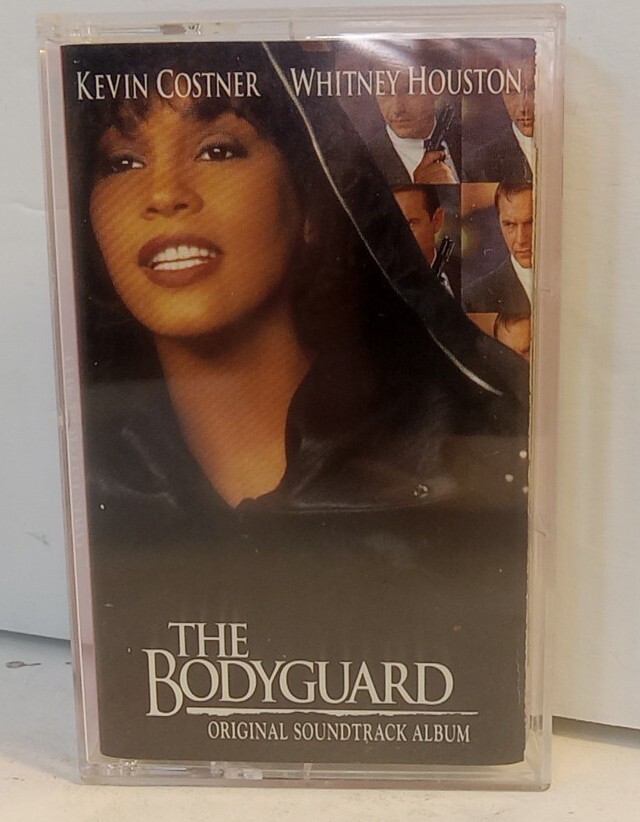 KEVIN COSTNER WHITNEY HOUSTON
THE
BODYGUARD
ORIGINAL SOUNDTRACK ALBUM